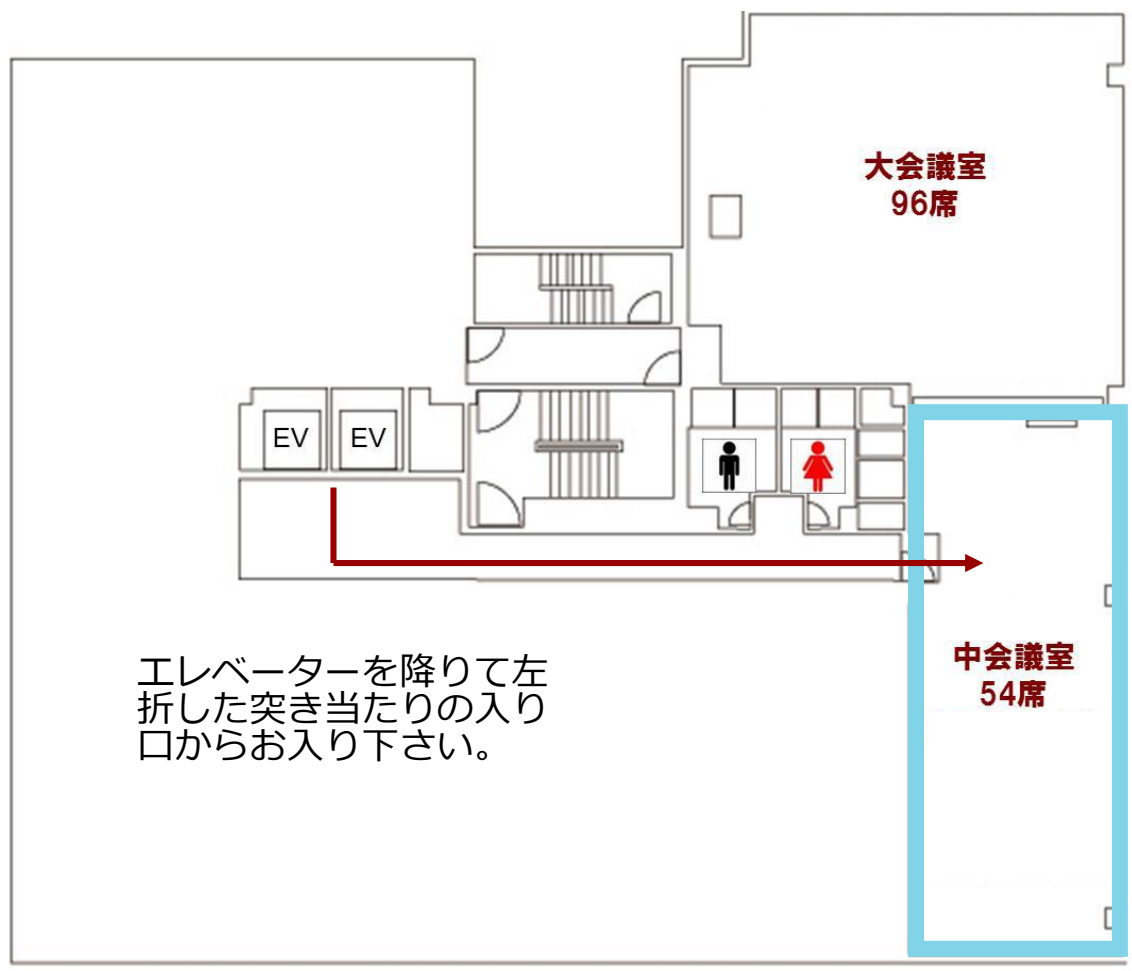 大会議室
96席
EV EV
中会議室
54席
エレベーターを降りて左
折した突き当たりの入り
口からお入り下さい。